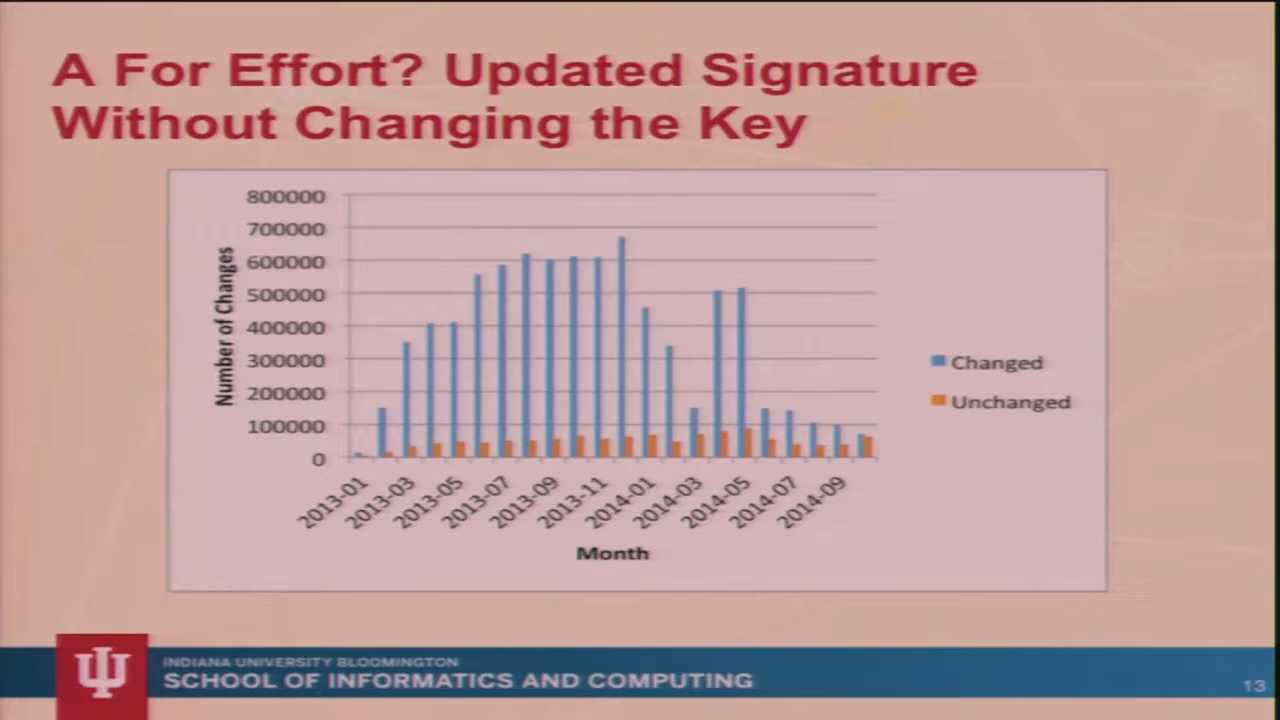 A For Effort? Updated Signature
Without Changing the Key
800000
700000
600000
500000
400000
300000
200000
100000
0
Number of Changes
2013-01
2013-03
2013-05
2013-07
2013-09
2013-11
2014-01
2014-03
2014-05
2014-07
2014-09
Month
Changed
Unchanged
INDIANA UNIVERSITY BLOOMINGTON
SCHOOL OF INFORMATICS AND COMPUTING
13